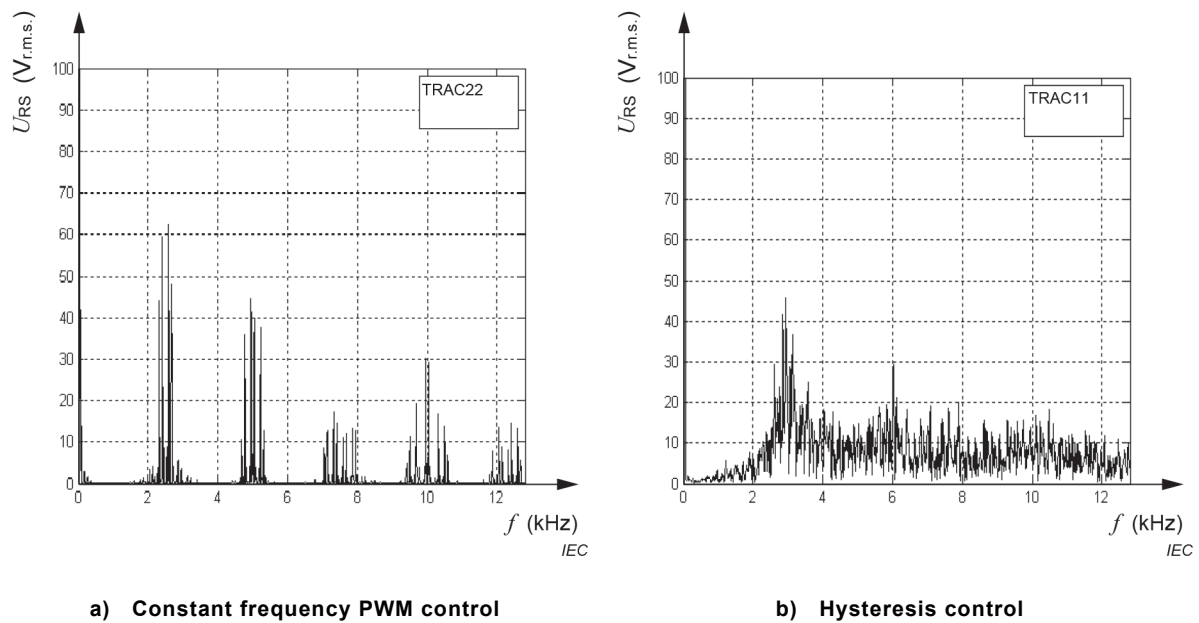 URS (Vr.m.s.)
100
90
80
70
60
50
40
30
20
10
0
TRAC22
0 2 4 6 8 10 12
f (kHz)
IEC
a) Constant frequency PWM control
URS (Vr.m.s.)
100
90
80
70
60
50
40
30
20
10
0
TRAC11
0 2 4 6 8 10 12
f (kHz)
IEC
b) Hysteresis control